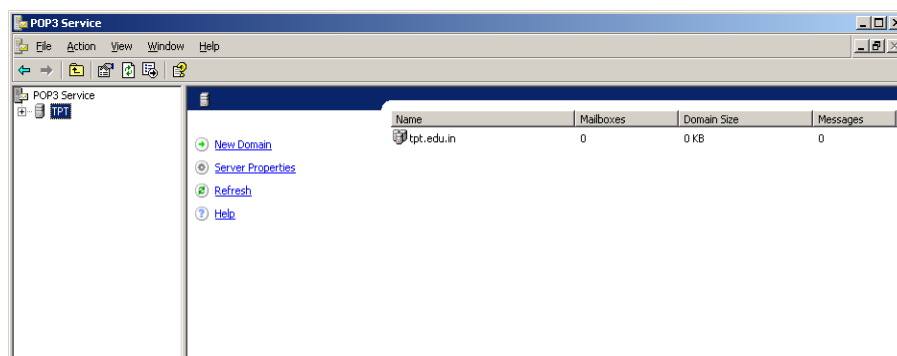 POP3 Service
File Action View Window Help
POP3 Service
TPT
Name Mailboxes Domain Size Messages
tpt.edu.in 0 0 KB 0
New Domain
Server Properties
Refresh
Help